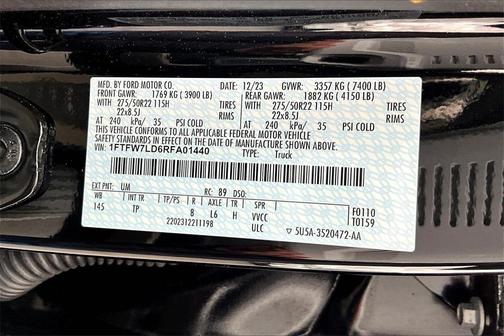 MFD. BY FORD MOTOR CO.
12/23 GVWR: 3357 KG (7400 LB)
FRONT GAWR: 1769 KG (3900 LB) REAR GAWR: 1882 KG (4150 LB)
WITH 275/50R22 115H WITH 275/50R22 115H
22x8.5J 22x8.5J
AT 240 kPa/ 35 PSI COLD AT 240 kPa/ 35 PSI COLD
THIS VEHICLE CONFORMS TO ALL APPLICABLE FEDERAL MOTOR VEHICLE
SAFETY AND THEFT PREVENTION STANDARDS IN EFFECT ON THE DATE
OF MANUFACTURE SHOWN ABOVE.
VIN: 1FTFW7LD6RFA01440 TYPE: Truck
EXT PNT: UM RC: 89 DSO:
WB INT TR TP/PS R AXLE TR SPR
145 TP 8 L6 H VVCC
ULC
F0110
T0159
2202312211198
5U5A-3520472-AA